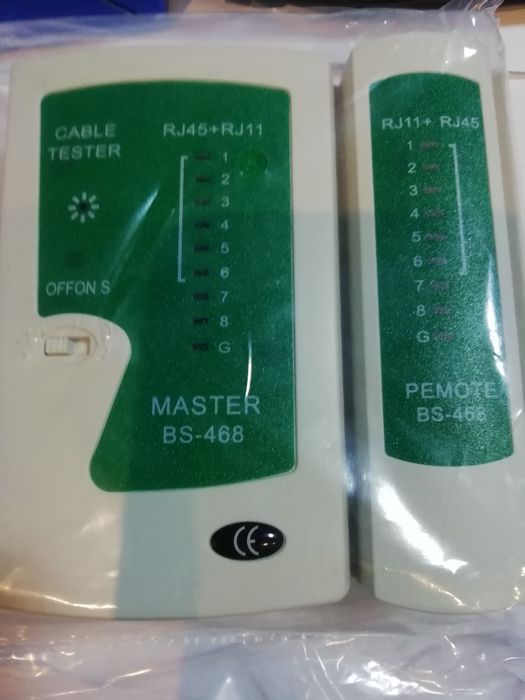 CABLE
TESTER
OFFON S
RJ45+RJ11
1
2
3
4
5
6
7
8
G
MASTER
BS-468
CE
RJ11+ RJ45
1
2
3
4
5
6
7
8
G
PEMOTE
BS-468